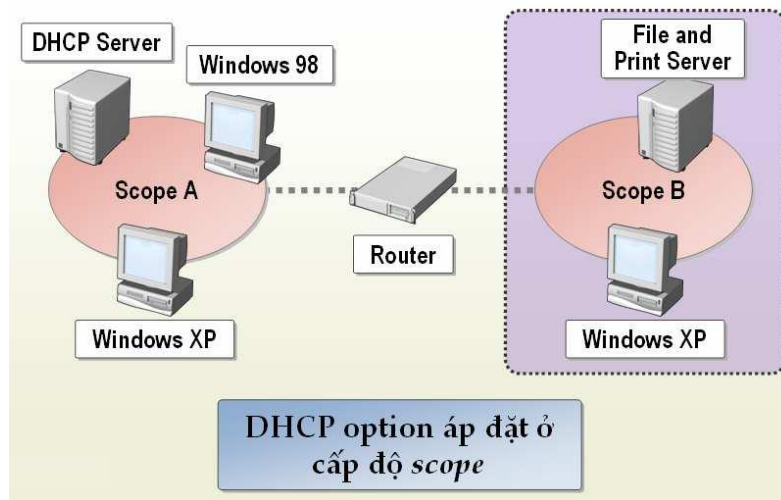 DHCP Server
Windows 98
File and
Print Server
Scope A
Scope B
Router
Windows XP
Windows XP
DHCP option áp đặt ở
cấp độ scope